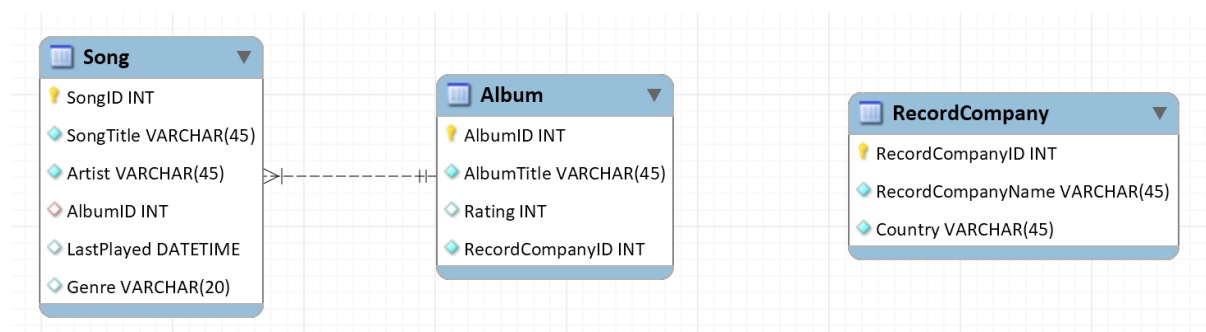 Song
SongID INT
SongTitle VARCHAR(45)
Artist VARCHAR(45)
AlbumID INT
LastPlayed DATETIME
Genre VARCHAR(20)
Album
AlbumID INT
AlbumTitle VARCHAR(45)
Rating INT
RecordCompanyID INT
RecordCompany
RecordCompanyID INT
RecordCompanyName VARCHAR(45)
Country VARCHAR(45)